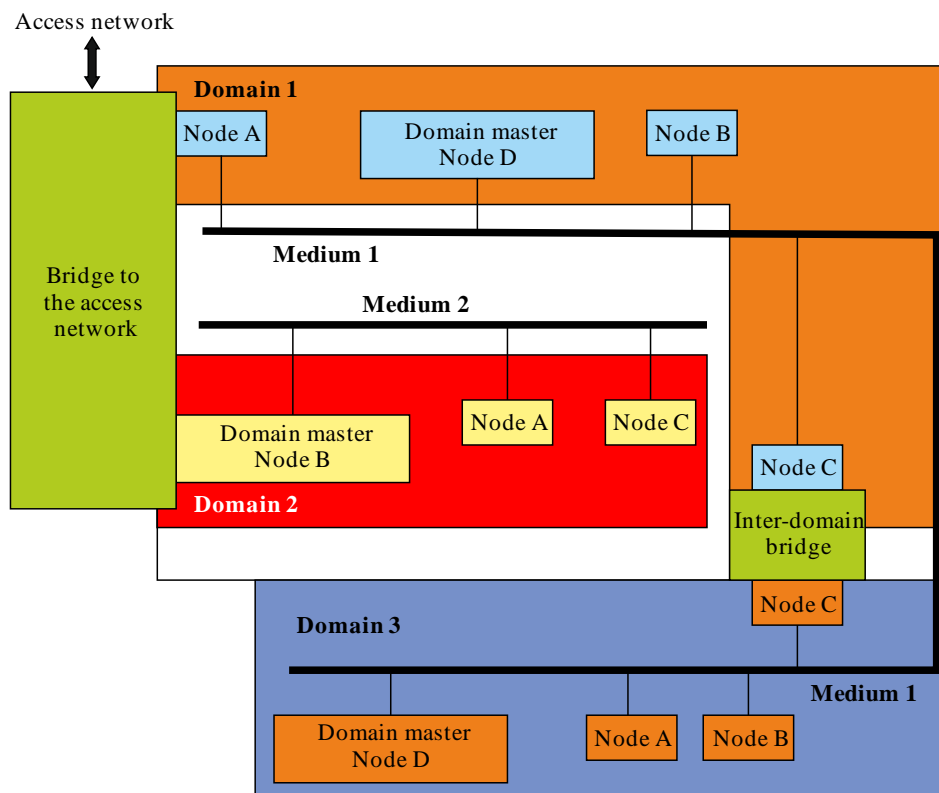 Access network
Domain 1
Node A
Domain master
Node D
Node B
Medium 1
Bridge to
the access
network
Medium 2
Node A
Node C
Domain master
Node B
Domain 2
Node C
Inter-domain
bridge
Node C
Domain 3
Medium 1
Domain master
Node D
Node A
Node B